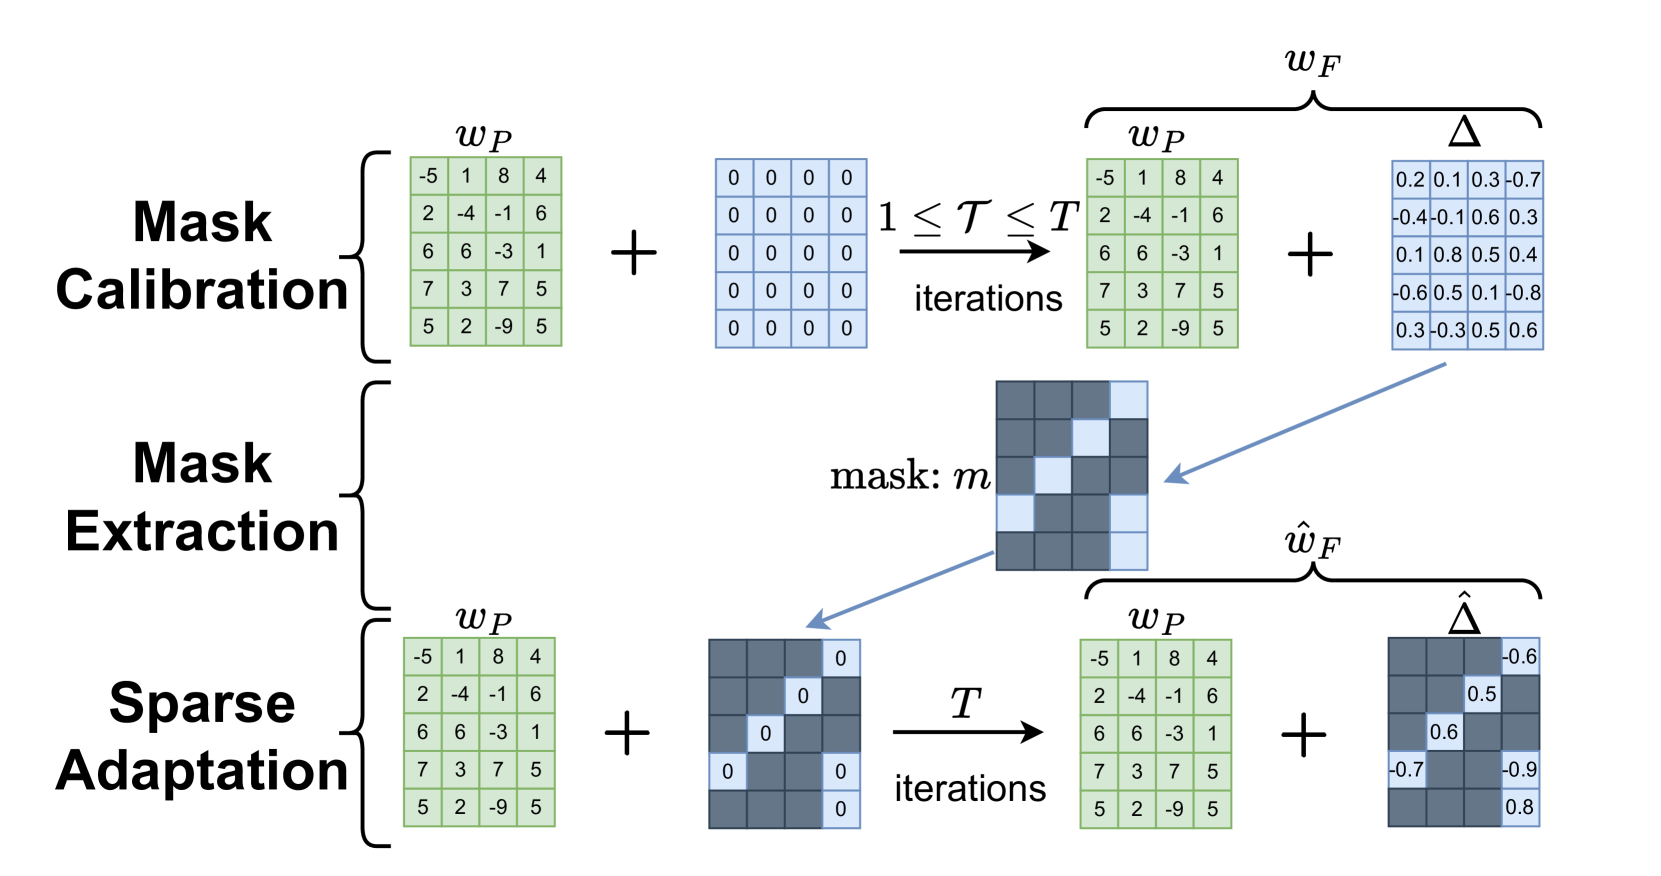 w_F
w_P w_P Δ
Mask Calibration
-5 1 8 4
2 -4 -1 6
6 6 -3 1
7 3 7 5
5 2 -9 5
+
0 0 0 0
0 0 0 0
0 0 0 0
0 0 0 0
0 0 0 0
1 ≤ 𝒯 ≤ T
iterations
-5 1 8 4
2 -4 -1 6
6 6 -3 1
7 3 7 5
5 2 -9 5
+
0.2 0.1 0.3 -0.7
-0.4 -0.1 0.6 0.3
0.1 0.8 0.5 0.4
-0.6 0.5 0.1 -0.8
0.3 -0.3 0.5 0.6
Mask
Extraction
mask: m
ŵ_F
w_P w_P Δ̂
Sparse
Adaptation
-5 1 8 4
2 -4 -1 6
6 6 -3 1
7 3 7 5
5 2 -9 5
+
0
0
0
0 0
0
T
iterations
-5 1 8 4
2 -4 -1 6
6 6 -3 1
7 3 7 5
5 2 -9 5
+
-0.6
0.5
0.6
-0.7 -0.9
0.8